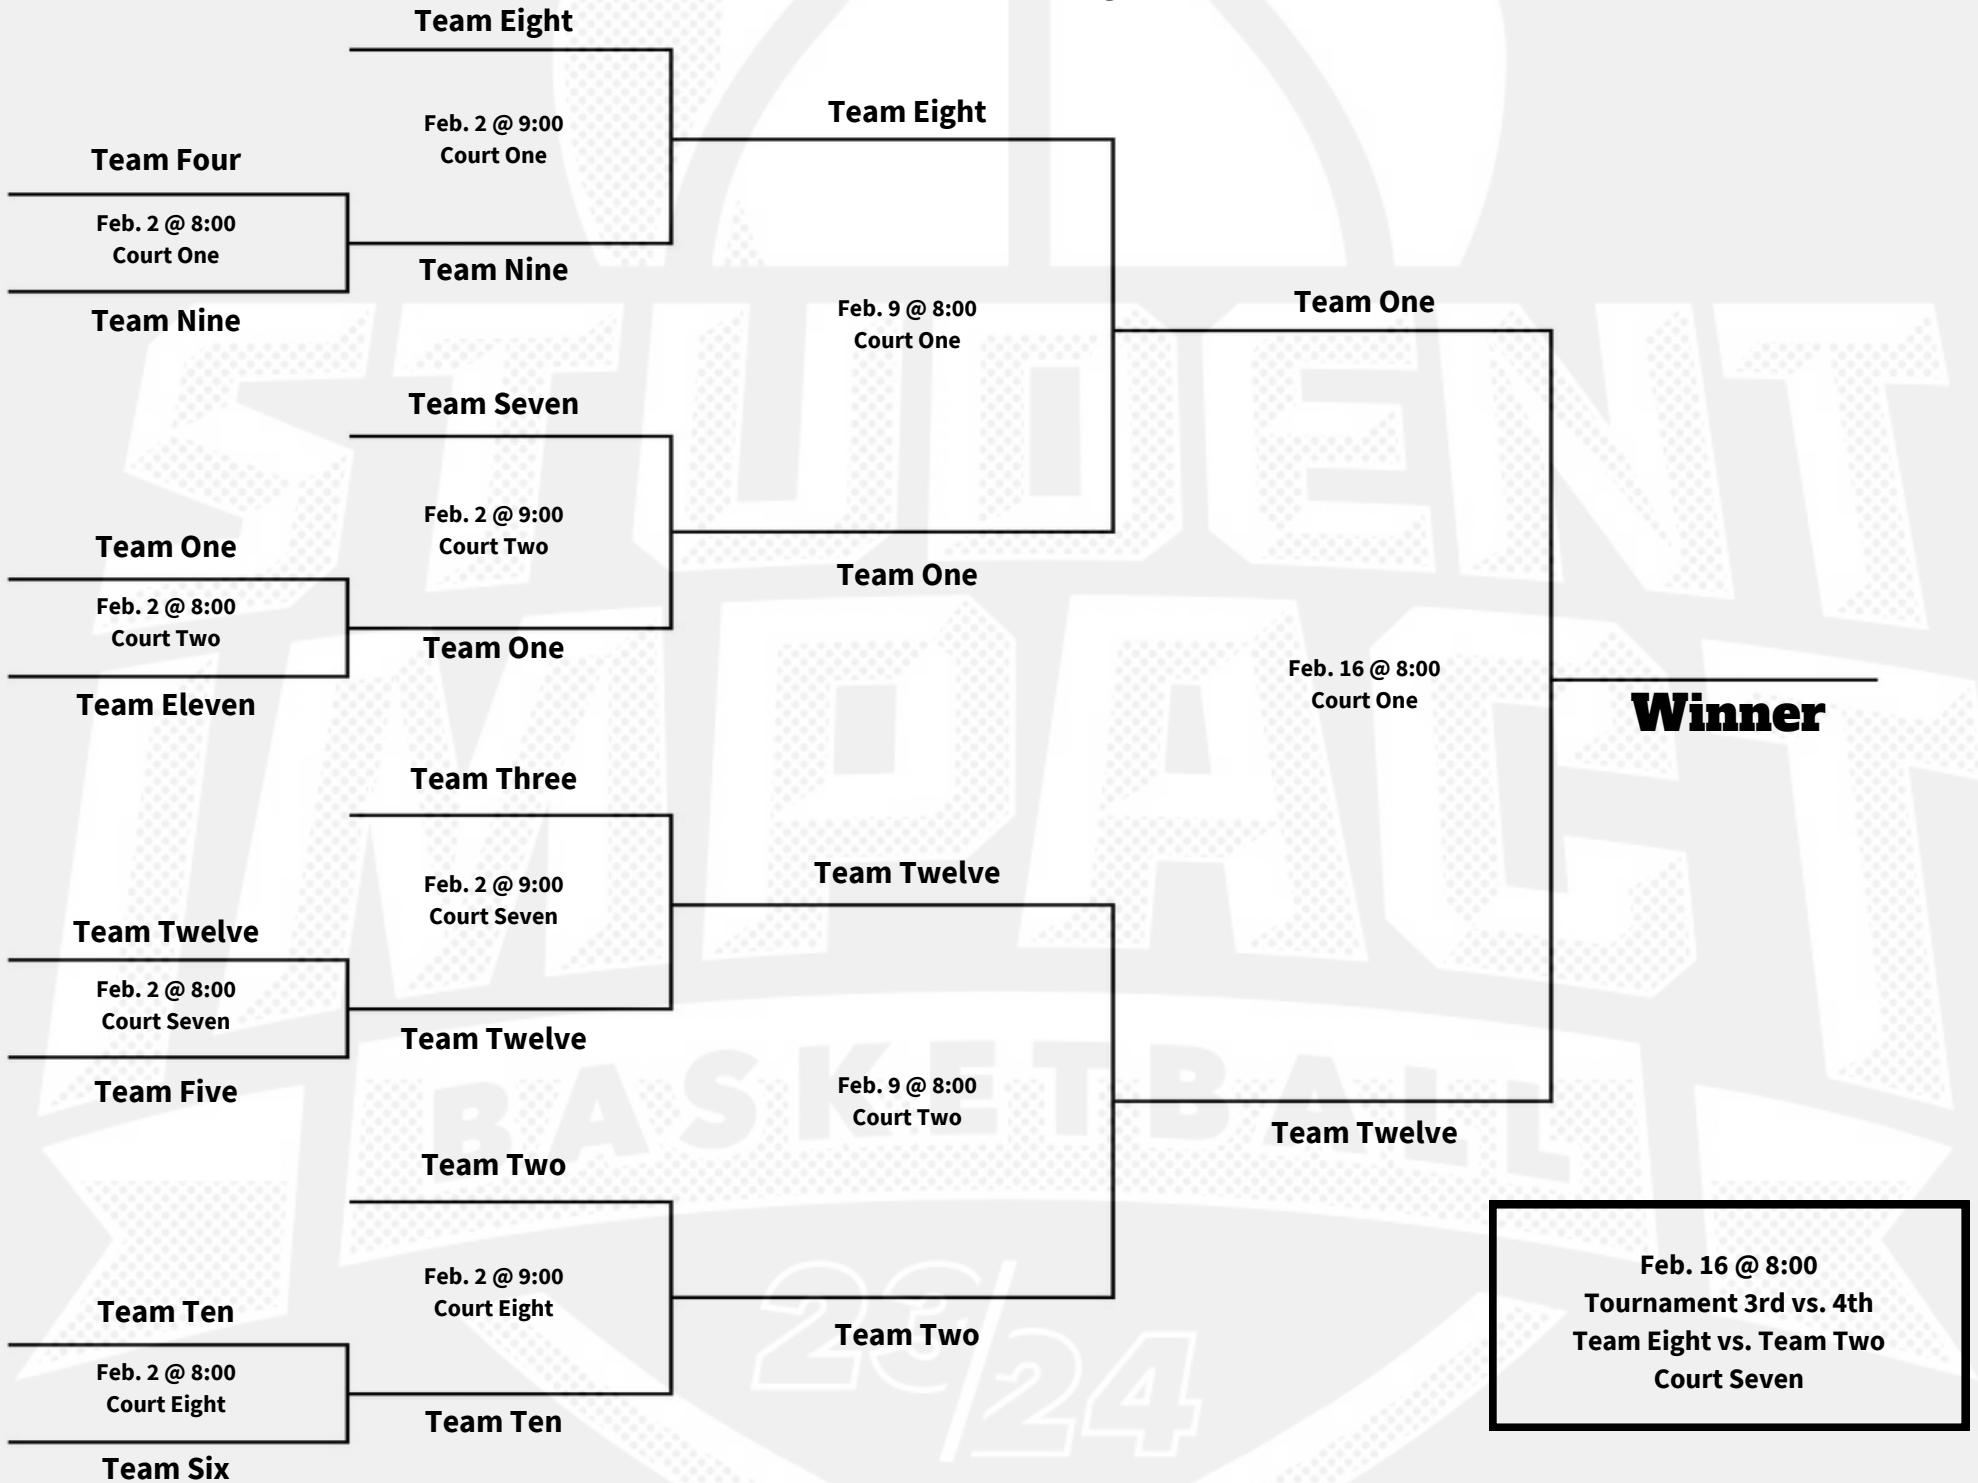 Team Eight
Feb. 2 @ 9:00
Court One
Team Eight
Team Four
Feb. 2 @ 8:00
Court One
Team Nine
Team Nine
Feb. 9 @ 8:00
Court One
Team One
Team Seven
Feb. 2 @ 9:00
Court Two
Team One
Team One
Feb. 2 @ 8:00
Court Two
Team One
Team Eleven
Feb. 16 @ 8:00
Court One
Winner
Team Three
Feb. 2 @ 9:00
Court Seven
Team Twelve
Team Twelve
Feb. 2 @ 8:00
Court Seven
Team Twelve
Team Five
Feb. 9 @ 8:00
Court Two
Team Twelve
Team Two
Feb. 2 @ 9:00
Court Eight
Team Two
Team Ten
Feb. 2 @ 8:00
Court Eight
Team Ten
Team Six
Feb. 16 @ 8:00
Tournament 3rd vs. 4th
Team Eight vs. Team Two
Court Seven
STUDENT
IMPACT
BASKETBALL
23/24